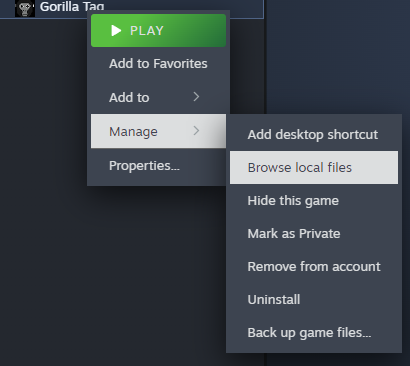 Gorilla Tag
PLAY
Add to Favorites
Add to
Manage
Properties...
Add desktop shortcut
Browse local files
Hide this game
Mark as Private
Remove from account
Uninstall
Back up game files...